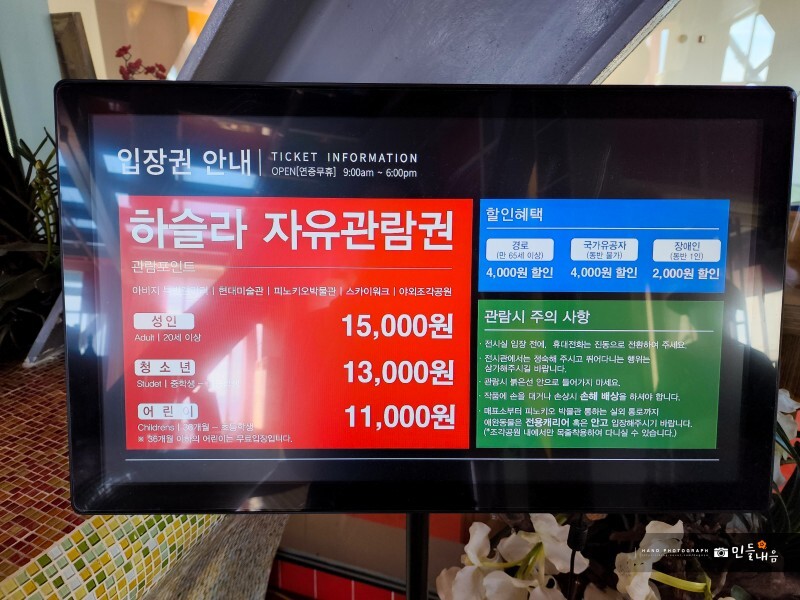 입장권 안내 | TICKET INFORMATION
OPEN[연중무휴] 9:00am ~ 6:00pm
하슬라 자유관람권
관람포인트
아비지 | 현대미술관 | 피노키오박물관 | 스카이워크 | 야외조각공원
성인 15,000원
Adult | 20세 이상
청소년 13,000원
Studet | 중학생 ~
어린이 11,000원
Childrens | 36개월 ~ 초등학생
※ 36개월 이하의 어린이는 무료입장입니다.
할인혜택
경로 (만 65세 이상) 4,000원 할인
국가유공자 (동반 불가) 4,000원 할인
장애인 (동반 1인) 2,000원 할인
관람시 주의 사항
· 전시실 입장 전에, 휴대전화는 진동으로 전환하여 주세요.
· 전시관에서는 정숙해 주시고 뛰어다니는 행위는
삼가해주시길 바랍니다.
· 관람시 붉은선 안으로 들어가지 마세요.
· 작품에 손을 대거나 손상시 손해 배상을 하셔야 합니다.
· 매표소부터 피노키오 박물관 통하는 실외 통로까지
애완동물은 전용캐리어 혹은 안고 입장해주시기 바랍니다.
(*조각공원 내에서만 목줄착용하여 다니실 수 있습니다.)
HANG PHOTOGRAPH 민들내음